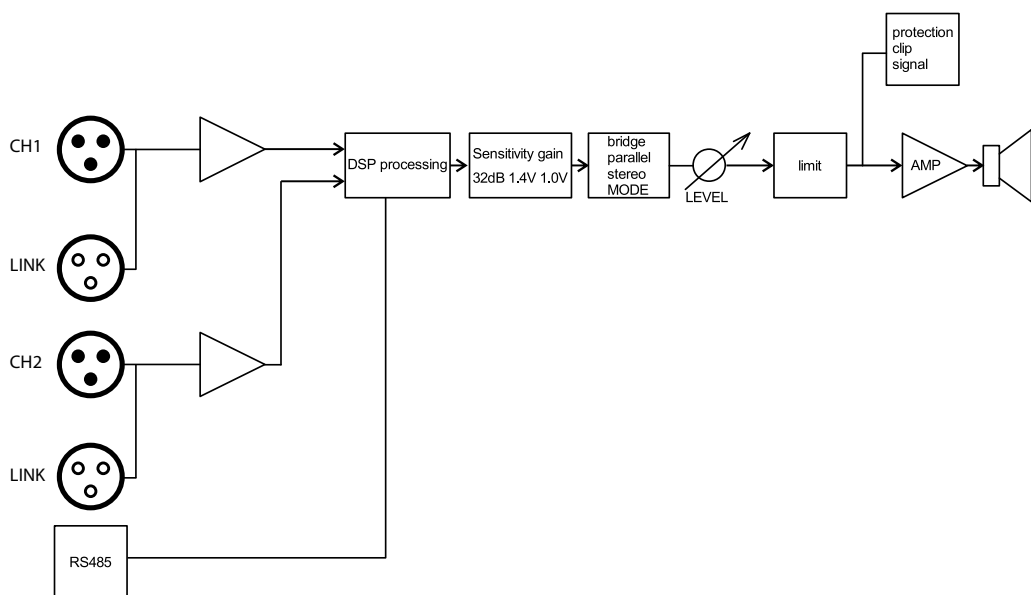 protection
clip
signal
CH1
DSP processing
Sensitivity gain
32dB 1.4V 1.0V
bridge
parallel
stereo
MODE
LEVEL
limit
AMP
LINK
CH2
LINK
RS485